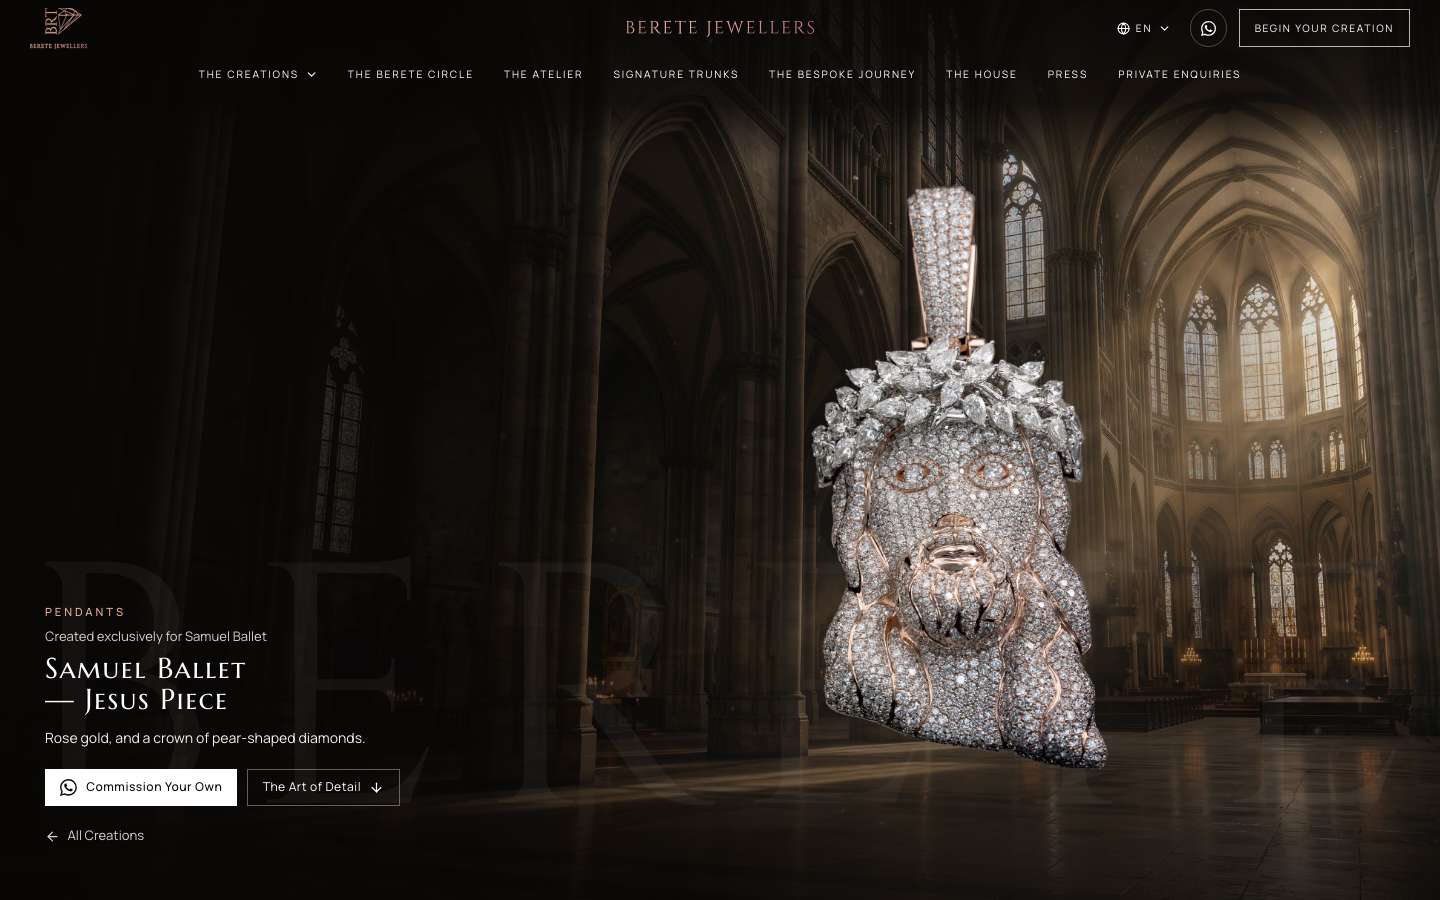 BRT
BERETE JEWELLERS
BERETE JEWELLERS
EN
BEGIN YOUR CREATION
THE CREATIONS
THE BERETE CIRCLE
THE ATELIER
SIGNATURE TRUNKS
THE BESPOKE JOURNEY
THE HOUSE
PRESS
PRIVATE ENQUIRIES
BER
PENDANTS
Created exclusively for Samuel Ballet
Samuel Ballet
— Jesus Piece
Rose gold, and a crown of pear-shaped diamonds.
Commission Your Own
The Art of Detail
All Creations